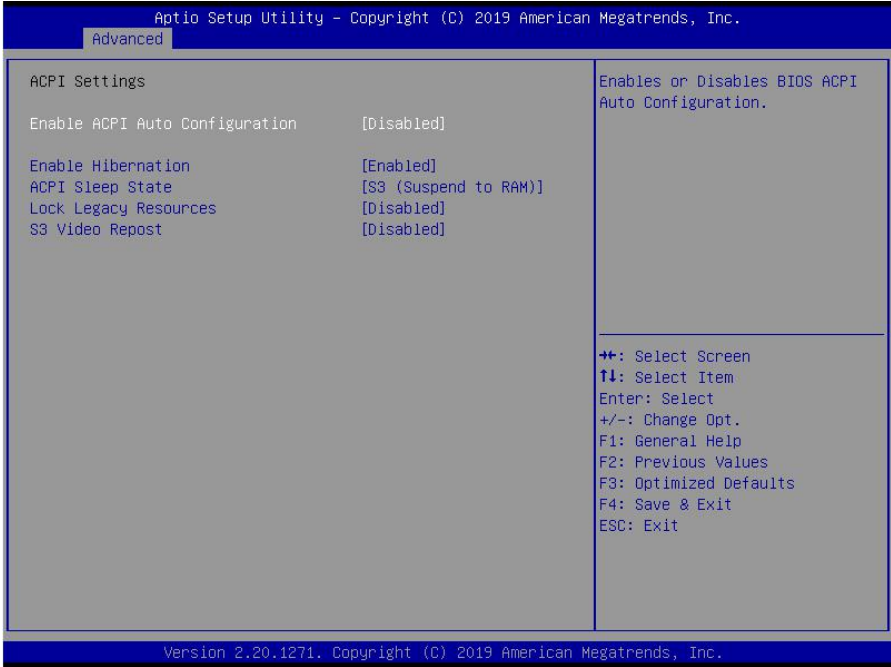 Aptio Setup Utility – Copyright (C) 2019 American Megatrends, Inc.
Advanced
ACPI Settings
Enable ACPI Auto Configuration [Disabled]
Enable Hibernation [Enabled]
ACPI Sleep State [S3 (Suspend to RAM)]
Lock Legacy Resources [Disabled]
S3 Video Repost [Disabled]
Enables or Disables BIOS ACPI
Auto Configuration.
→←: Select Screen
↑↓: Select Item
Enter: Select
+/-: Change Opt.
F1: General Help
F2: Previous Values
F3: Optimized Defaults
F4: Save & Exit
ESC: Exit
Version 2.20.1271. Copyright (C) 2019 American Megatrends, Inc.